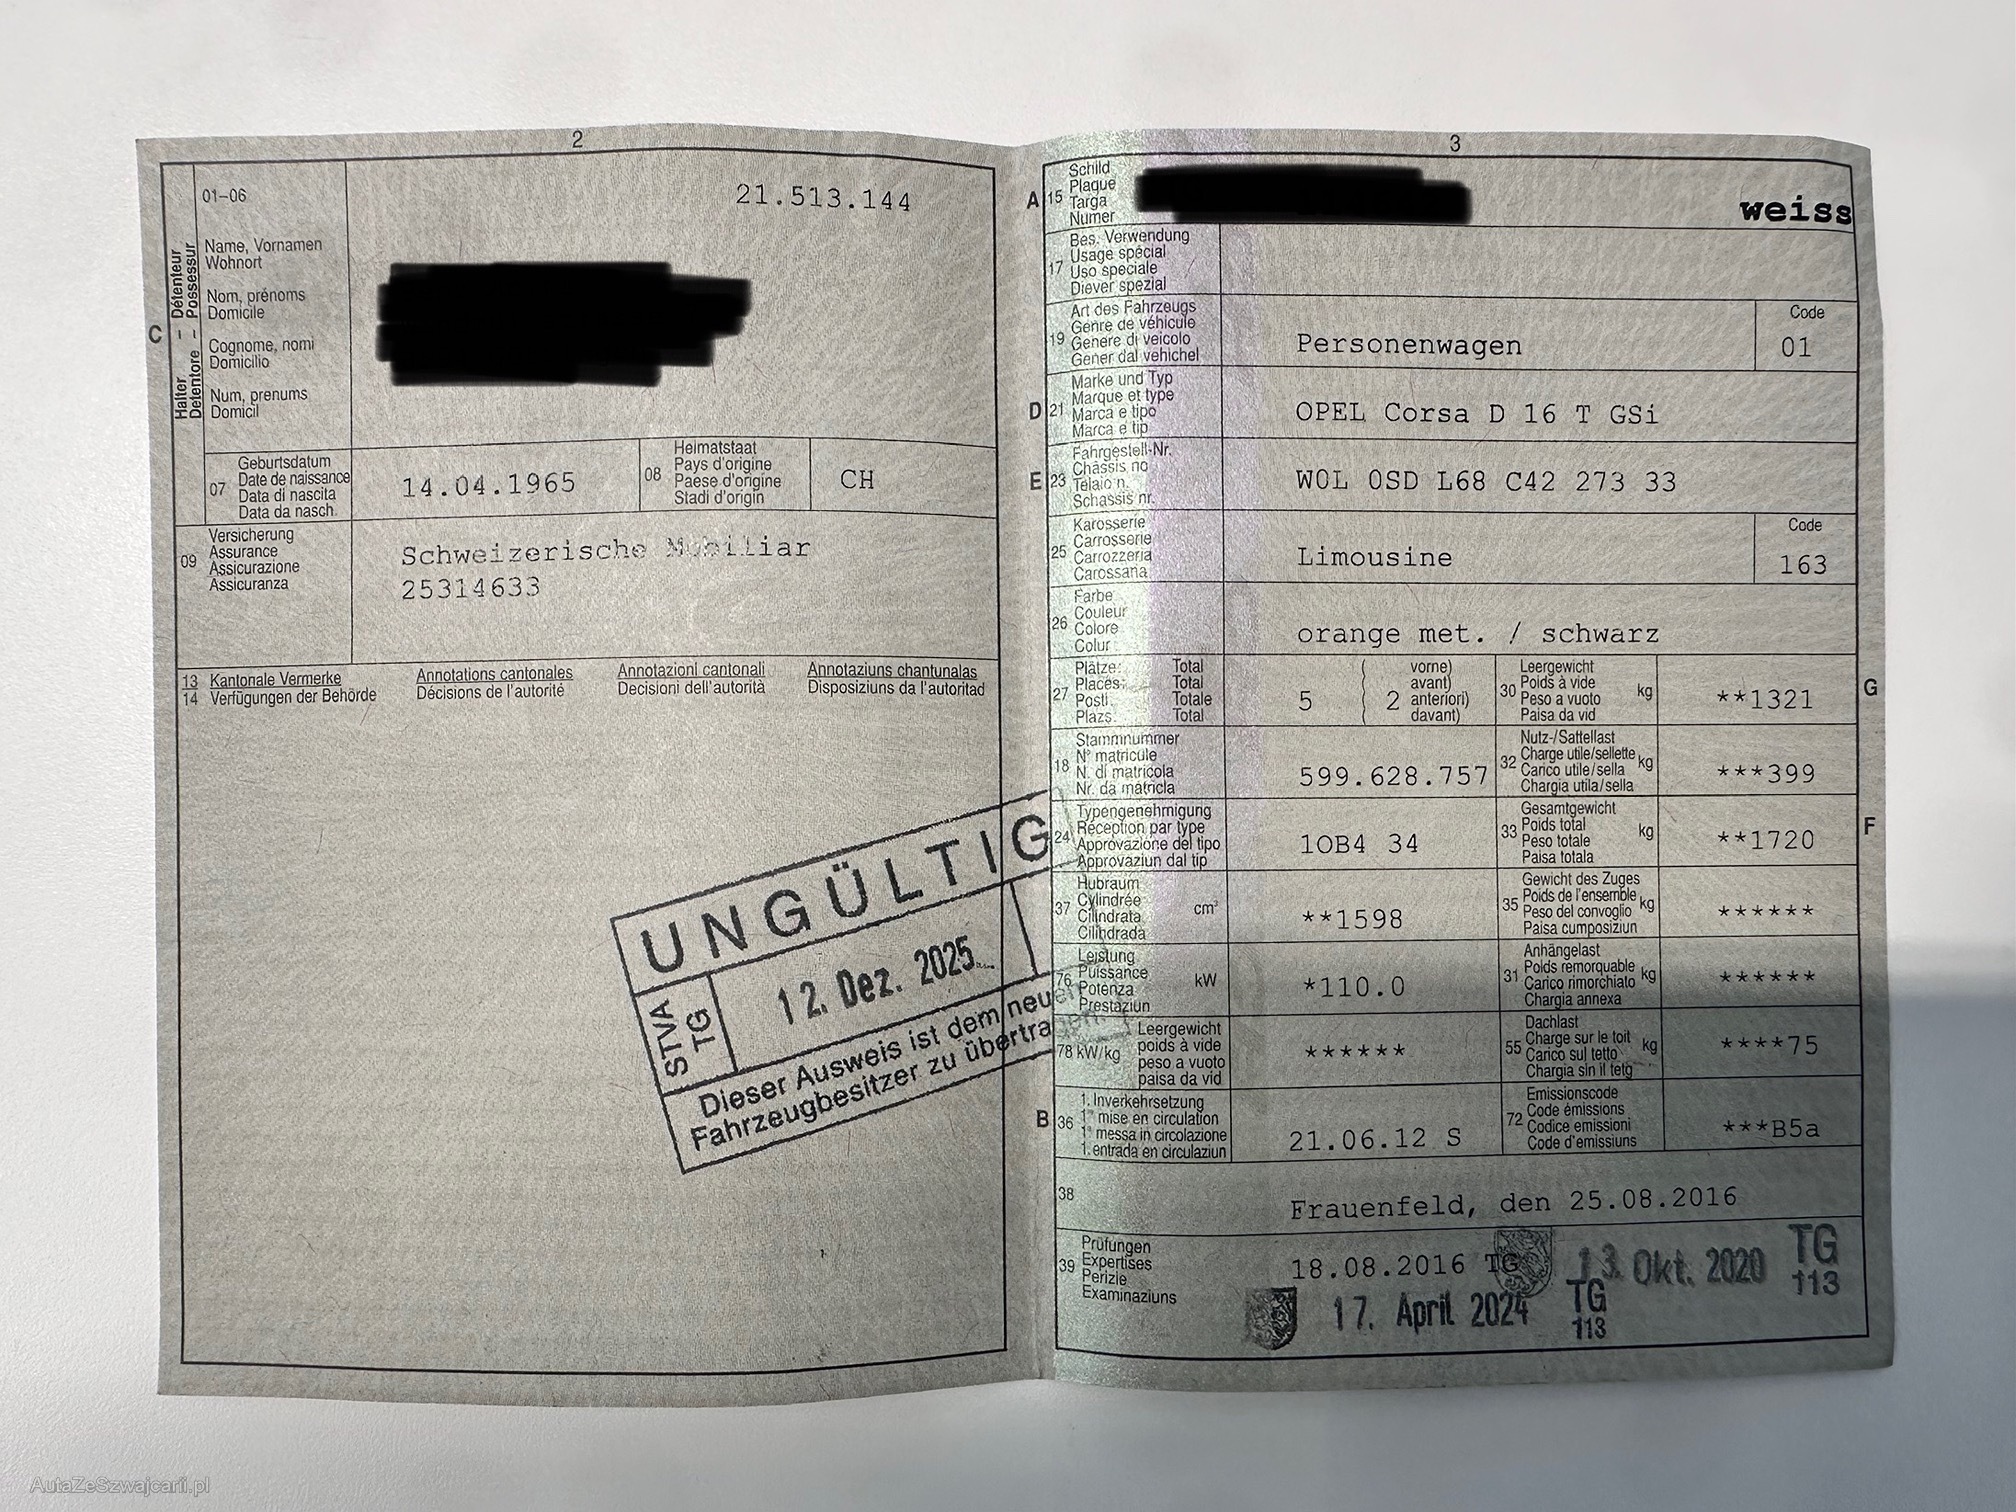 2
01-06
21.513.144
C
Halter – Détenteur
Detentore – Possessur
Name, Vornamen
Wohnort
Nom, prénoms
Domicile
Cognome, nomi
Domicilio
Num, prenums
Domicil
07
Geburtsdatum
Date de naissance
Data di nascita
Data da nasch.
14.04.1965
08
Heimatstaat
Pays d'origine
Paese d'origine
Stadi d'origin
CH
09
Versicherung
Assurance
Assicurazione
Assicuranza
Schweizerische Mobiliar
25314633
13 Kantonale Vermerke Annotations cantonales Annotazioni cantonali Annotaziuns chantunalas
14 Verfügungen der Behörde Décisions de l'autorité Decisioni dell'autorità Disposiziuns da l'autoritad
UNGÜLTIG
STVA
TG
12. Dez. 2025
Dieser Ausweis ist dem neuen
Fahrzeugbesitzer zu übertragen
3
A 15
Schild
Plaque
Targa
Numer
weiss
17
Bes. Verwendung
Usage spécial
Uso speciale
Diever spezial
19
Art des Fahrzeugs
Genre de véhicule
Genere di veicolo
Gener dal vehichel
Personenwagen
Code
01
D 21
Marke und Typ
Marque et type
Marca e tipo
Marca e tip
OPEL Corsa D 16 T GSi
E 23
Fahrgestell-Nr.
Châssis no
Telaio n.
Schassis nr.
W0L 0SD L68 C42 273 33
25
Karosserie
Carrosserie
Carrozzeria
Carossaria
Limousine
Code
163
26
Farbe
Couleur
Colore
Colur
orange met. / schwarz
27
Plätze: Total
Places: Total
Posti: Totale
Plazs: Total
5 ( 2 vorne)
avant)
anteriori)
davant)
30
Leergewicht
Poids à vide
Peso a vuoto
Paisa da vid
kg
**1321
G
18
Stammnummer
N° matricule
N. di matricola
Nr. da matricla
599.628.757
32
Nutz-/Sattellast
Charge utile/sellette
Carico utile/sella
Chargia utila/sella
kg
***399
24
Typengenehmigung
Réception par type
Approvazione del tipo
Approvaziun dal tip
1OB4 34
33
Gesamtgewicht
Poids total
Peso totale
Paisa totala
kg
**1720
F
37
Hubraum
Cylindrée
Cilindrata
Cilindrada
cm³
**1598
35
Gewicht des Zuges
Poids de l'ensemble
Peso del convoglio
Paisa cumposiziun
kg
******
76
Leistung
Puissance
Potenza
Prestaziun
kW
*110.0
31
Anhängelast
Poids remorquable
Carico rimorchiato
Chargia annexa
kg
******
78 kW/kg
Leergewicht
poids à vide
peso a vuoto
paisa da vid
******
55
Dachlast
Charge sur le toit
Carico sul tetto
Chargia sin il tetg
kg
****75
B 36
1. Inverkehrsetzung
1re mise en circulation
1a messa in circolazione
1. entrada en circulaziun
21.06.12 S
72
Emissionscode
Code émissions
Codice emissioni
Code d'emissiuns
***B5a
38
Frauenfeld, den 25.08.2016
39
Prüfungen
Expertises
Perizie
Examinaziuns
18.08.2016 TG
13. Okt. 2020 TG
113
17. April 2024 TG
113
AutaZeSzwajcarii.pl